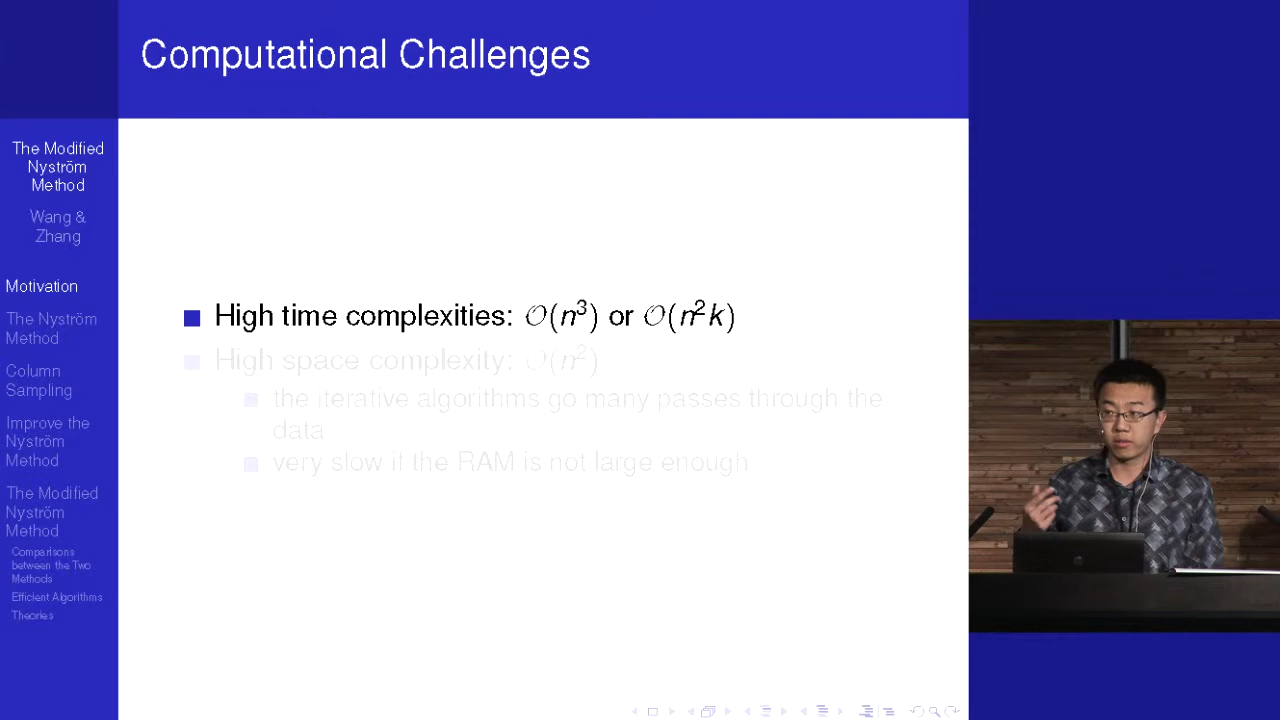 Computational Challenges
The Modified
Nyström
Method
Wang &
Zhang
Motivation
The Nyström
Method
Column
Sampling
Improve the
Nyström
Method
The Modified
Nyström
Method
Comparisons
between the Two
Methods
Efficient Algorithms
Theories
High time complexities: 𝒪(n³) or 𝒪(n²k)
High space complexity: 𝒪(n²)
the iterative algorithms go many passes through the
data
very slow if the RAM is not large enough